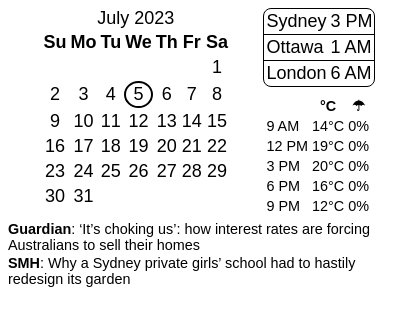 July 2023
Su Mo Tu We Th Fr Sa
1
2 3 4 5 6 7 8
9 10 11 12 13 14 15
16 17 18 19 20 21 22
23 24 25 26 27 28 29
30 31
Sydney 3 PM
Ottawa 1 AM
London 6 AM
°C ☂
9 AM 14°C 0%
12 PM 19°C 0%
3 PM 20°C 0%
6 PM 16°C 0%
9 PM 12°C 0%
Guardian: ‘It’s choking us’: how interest rates are forcing
Australians to sell their homes
SMH: Why a Sydney private girls’ school had to hastily
redesign its garden